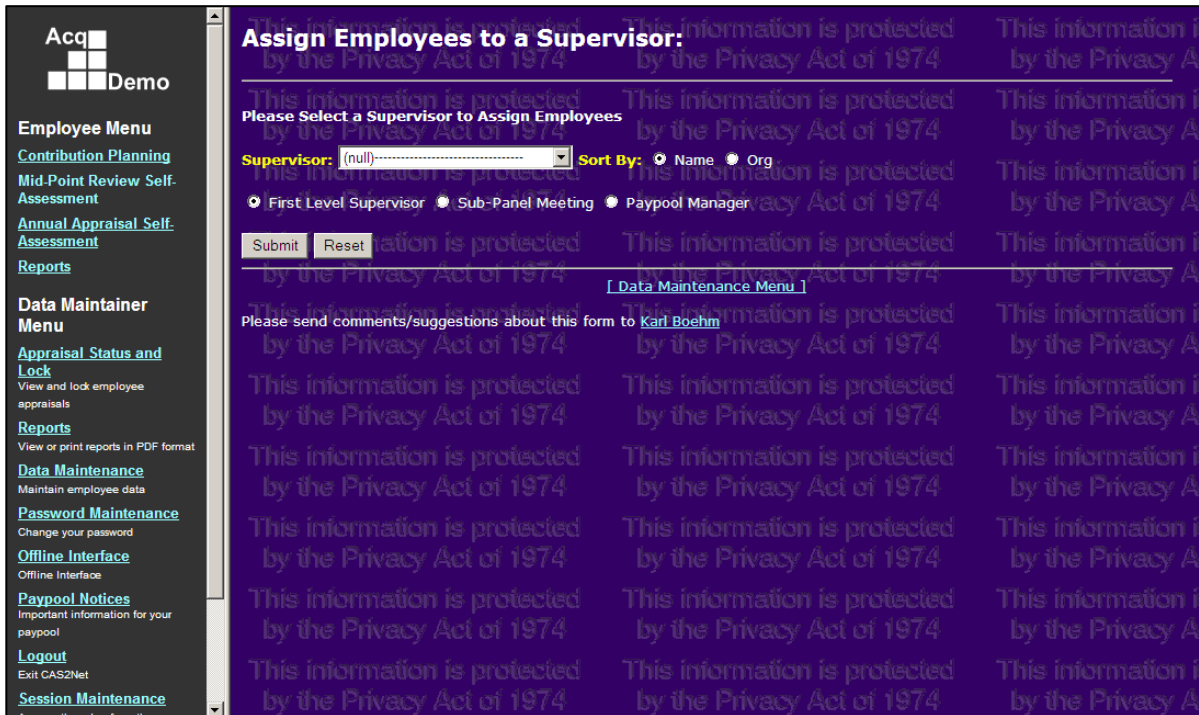 Acq
Demo
Employee Menu
Contribution Planning
Mid-Point Review Self-
Assessment
Annual Appraisal Self-
Assessment
Reports
Data Maintainer
Menu
Appraisal Status and
Lock
View and lock employee
appraisals
Reports
View or print reports in PDF format
Data Maintenance
Maintain employee data
Password Maintenance
Change your password
Offline Interface
Offline Interface
Paypool Notices
Important information for your
paypool
Logout
Exit CAS2Net
Session Maintenance
Assign Employees to a Supervisor:
Please Select a Supervisor to Assign Employees
Supervisor: (null)---------------------------------- Sort By: Name Org
First Level Supervisor Sub-Panel Meeting Paypool Manager
Submit Reset
[ Data Maintenance Menu ]
Please send comments/suggestions about this form to Karl Boehm
This information is protected
by the Privacy Act of 1974